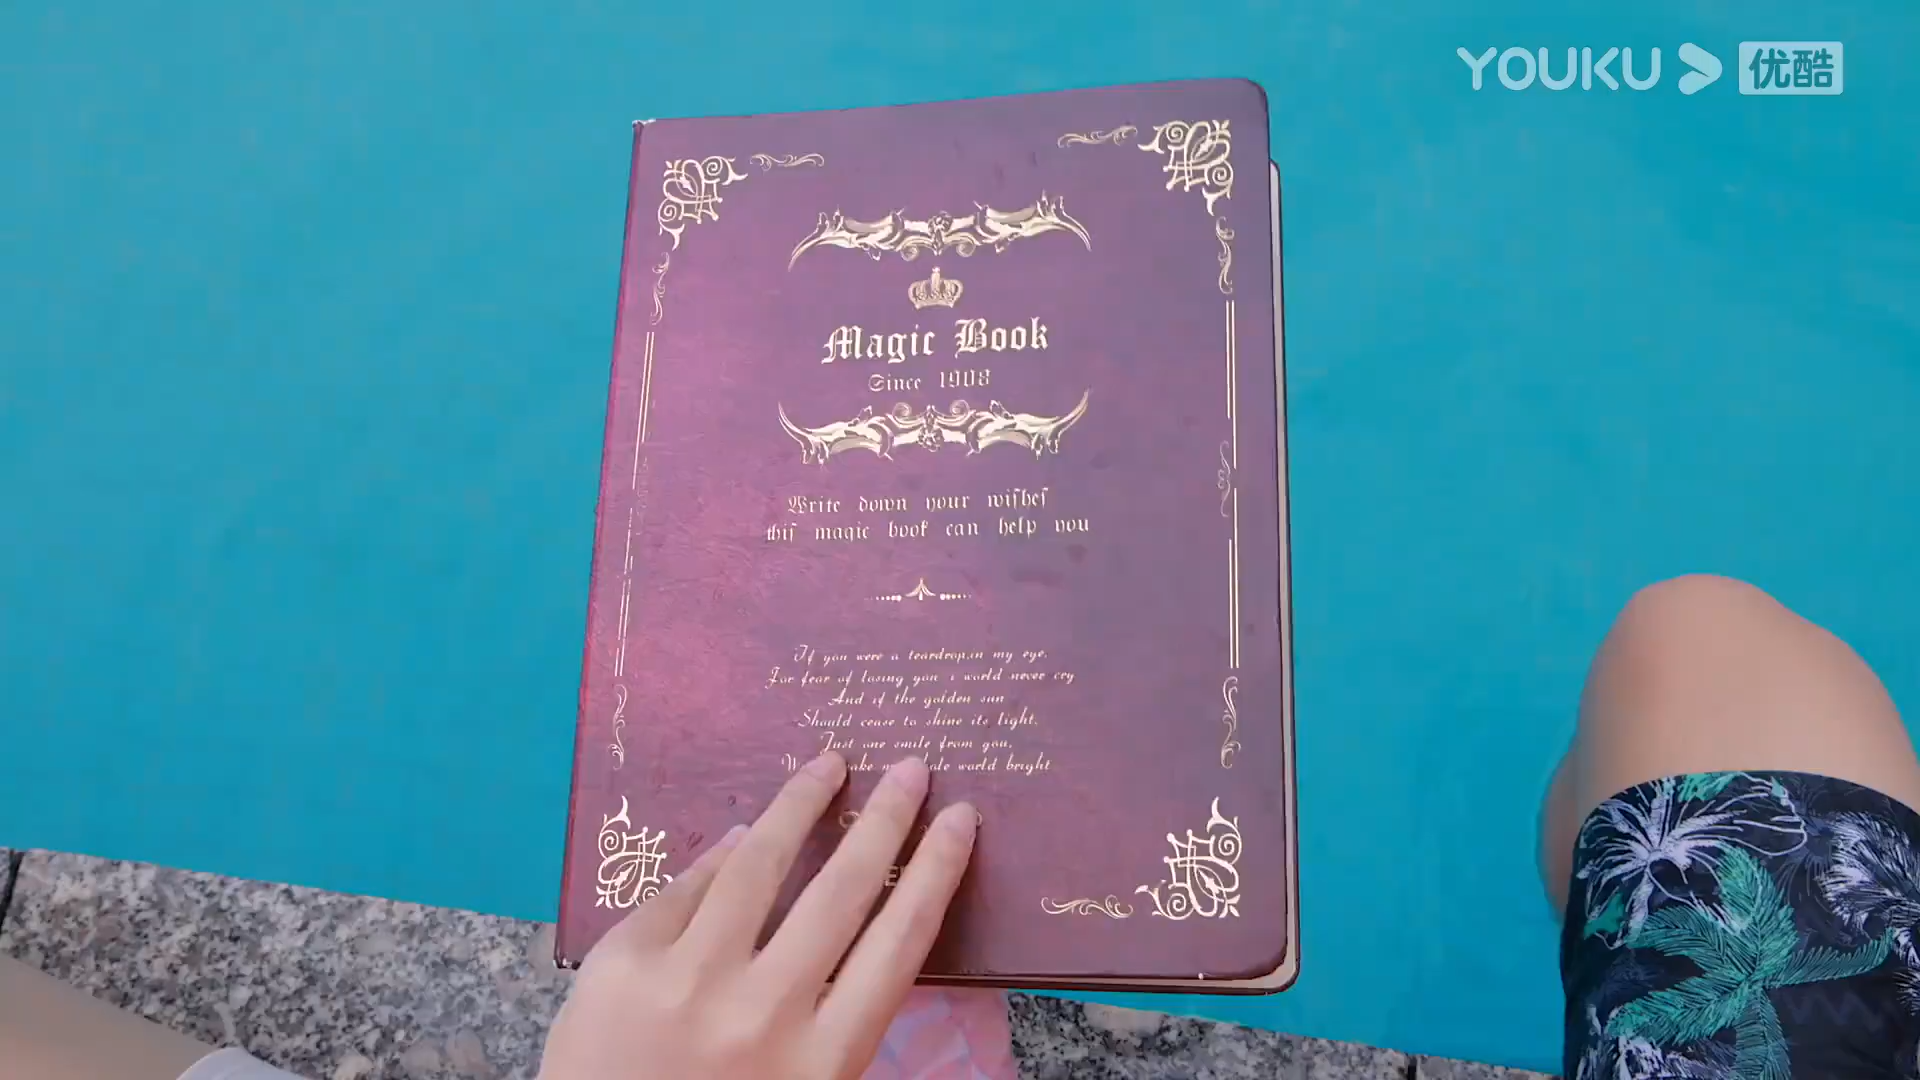 YOUKU 优酷
Magic Book
Since 1908
Write down your wishes
this magic book can help you
If you were a teardrop.in my eye.
For fear of losing you i world never cry
And if the golden sun
Should cease to shine its light.
Just one smile from you.
world bright